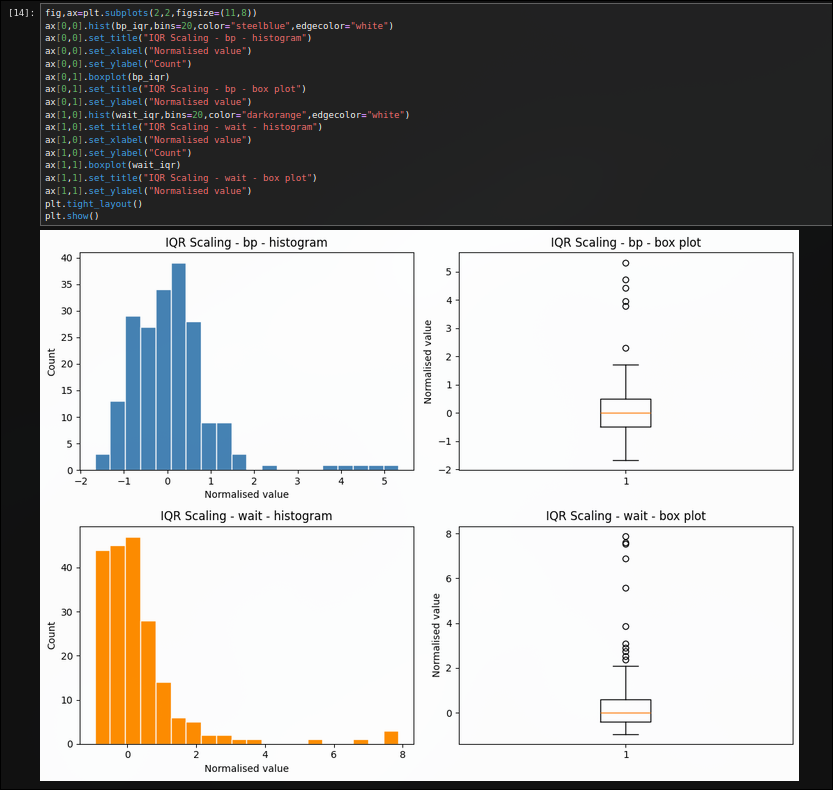 [14]: fig,ax=plt.subplots(2,2,figsize=(11,8))
ax[0,0].hist(bp_iqr,bins=20,color="steelblue",edgecolor="white")
ax[0,0].set_title("IQR Scaling - bp - histogram")
ax[0,0].set_xlabel("Normalised value")
ax[0,0].set_ylabel("Count")
ax[0,1].boxplot(bp_iqr)
ax[0,1].set_title("IQR Scaling - bp - box plot")
ax[0,1].set_ylabel("Normalised value")
ax[1,0].hist(wait_iqr,bins=20,color="darkorange",edgecolor="white")
ax[1,0].set_title("IQR Scaling - wait - histogram")
ax[1,0].set_xlabel("Normalised value")
ax[1,0].set_ylabel("Count")
ax[1,1].boxplot(wait_iqr)
ax[1,1].set_title("IQR Scaling - wait - box plot")
ax[1,1].set_ylabel("Normalised value")
plt.tight_layout()
plt.show()
IQR Scaling - bp - histogram
40
35
30
25
20
15
10
5
0
Count
−2 −1 0 1 2 3 4 5
Normalised value
IQR Scaling - bp - box plot
5
4
3
2
1
0
−1
−2
Normalised value
1
IQR Scaling - wait - histogram
40
30
20
10
0
Count
0 2 4 6 8
Normalised value
IQR Scaling - wait - box plot
8
6
4
2
0
Normalised value
1